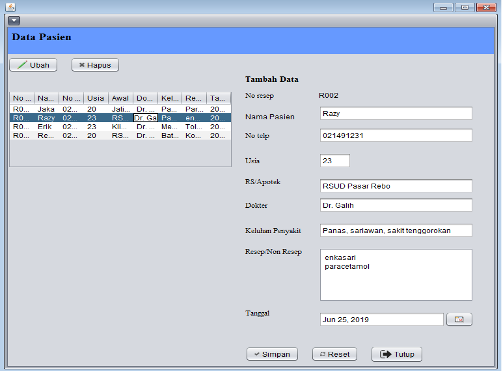 Data Pasien
Ubah Hapus
No ... Na... No ... Usia Awal Do... Kel... Re... Ta...
R0... Jaka 02... 20 Jali... Dr. ... Pa... Par... 20...
R0... Razy 02... 23 RS... Dr. Ga Pa... en... 20...
R0... Erik 02... 23 Kli... Dr. ... Me... Tol... 20...
R0... Re... 02... 20 RS... Dr. ... Bat... Ko... 20...
Tambah Data
No resep R002
Nama Pasien Razy
No telp 021491231
Usia 23
RS/Apotek RSUD Pasar Rebo
Dokter Dr. Galih
Keluhan Penyakit Panas, sariawan, sakit tenggorokan
Resep/Non Resep enkasari
paracetamol
Tanggal Jun 25, 2019
Simpan Reset Tutup